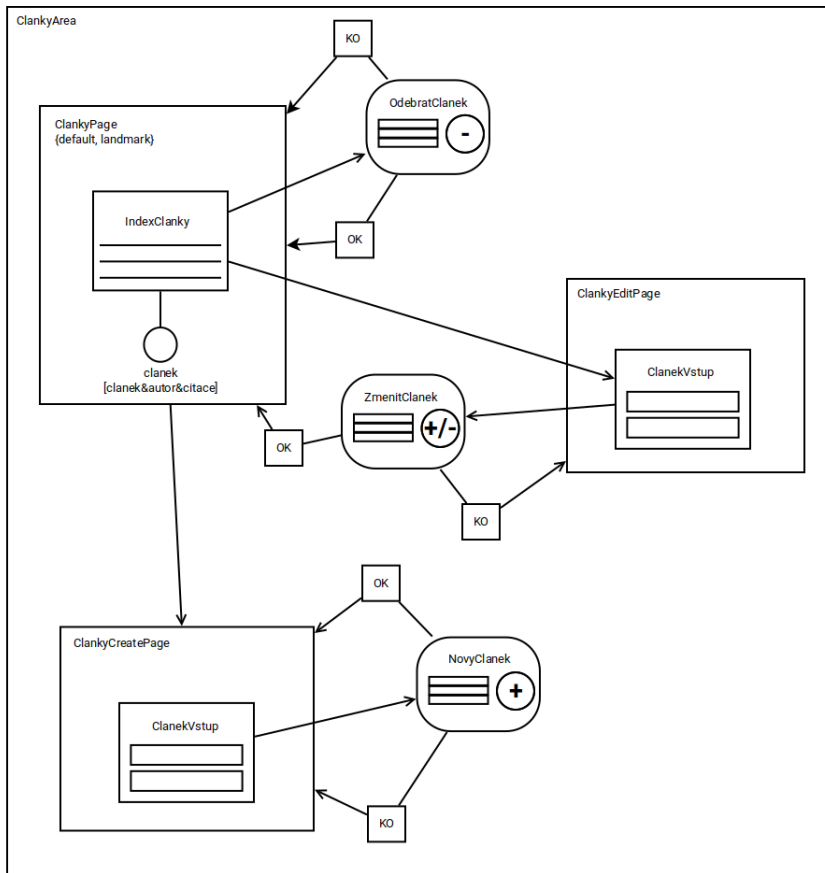 ClankyArea
KO
OdebratClanek
-
ClankyPage
{default, landmark}
IndexClanky
OK
clanek
[clanek&autor&citace]
ClankyEditPage
ClanekVstup
ZmenitClanek
+/-
OK
KO
OK
ClankyCreatePage
NovyClanek
+
ClanekVstup
KO